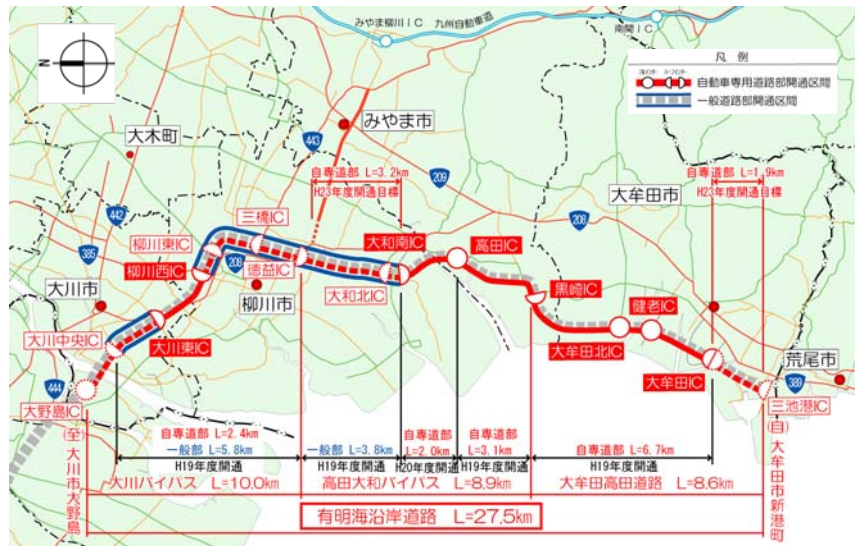 みやま柳川IC 九州自動車道
南関IC
N
凡 例
フルインター ハーフインター
自動車専用道路部開通区間
一般道路部開通区間
大木町
みやま市
443
自専道部 L=3.2km
H23年度開通目標
209
大牟田市
自専道部 L=1.9km
H23年度開通目標
208
442
385
三橋IC
柳川東IC
柳川西IC
208
徳益IC
大和南IC
高田IC
大川市
柳川市
大和北IC
黒崎IC
健老IC
大川中央IC
大川東IC
大牟田北IC
大牟田IC
荒尾市
389
444
大野島IC
三池港IC
(至)大川市大野島
(自)大牟田市新港町
自専道部 L=2.4km
一般部 L=5.8km
H19年度開通
一般部 L=3.8km
H19年度開通
自専道部
L=2.0km
H20年度開通
自専道部
L=3.1km
H19年度開通
自専道部 L=6.7km
H19年度開通
大川バイパス L=10.0km
高田大和バイパス L=8.9km
大牟田高田道路 L=8.6km
有明海沿岸道路 L=27.5km